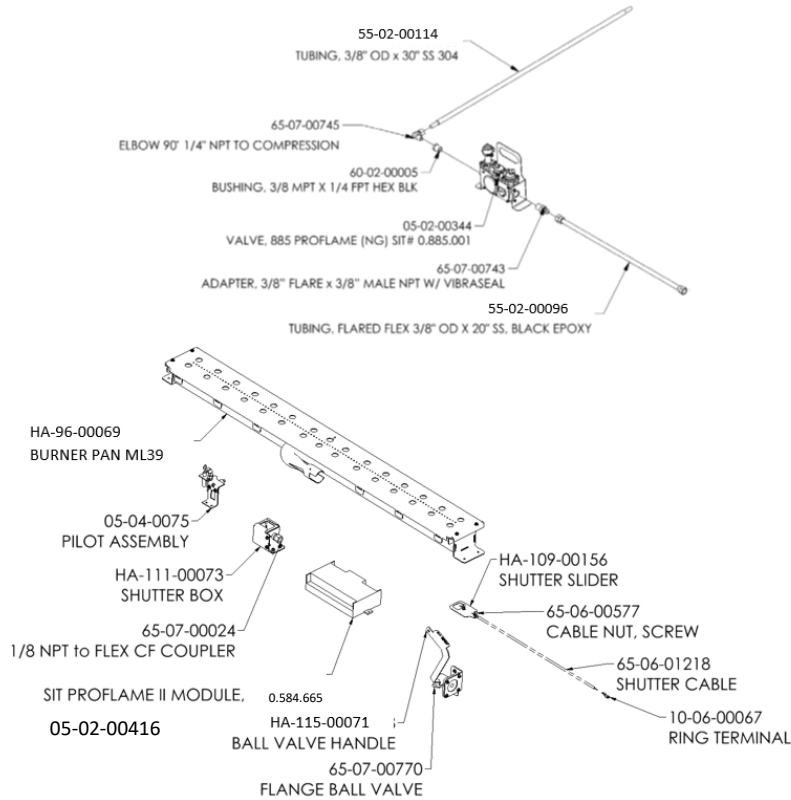 55-02-00114
TUBING, 3/8" OD x 30" SS 304
65-07-00745
ELBOW 90° 1/4" NPT TO COMPRESSION
60-02-00005
BUSHING, 3/8 MPT X 1/4 FPT HEX BLK
05-02-00344
VALVE, 885 PROFLAME (NG) SIT# 0.885.001
65-07-00743
ADAPTER, 3/8" FLARE x 3/8" MALE NPT W/ VIBRASEAL
55-02-00096
TUBING, FLARED FLEX 3/8" OD X 20" SS, BLACK EPOXY
HA-96-00069
BURNER PAN ML39
05-04-0075
PILOT ASSEMBLY
HA-111-00073
SHUTTER BOX
65-07-00024
1/8 NPT to FLEX CF COUPLER
SIT PROFLAME II MODULE, 0.584.665
05-02-00416
HA-115-00071
BALL VALVE HANDLE
65-07-00770
FLANGE BALL VALVE
HA-109-00156
SHUTTER SLIDER
65-06-00577
CABLE NUT, SCREW
65-06-01218
SHUTTER CABLE
10-06-00067
RING TERMINAL